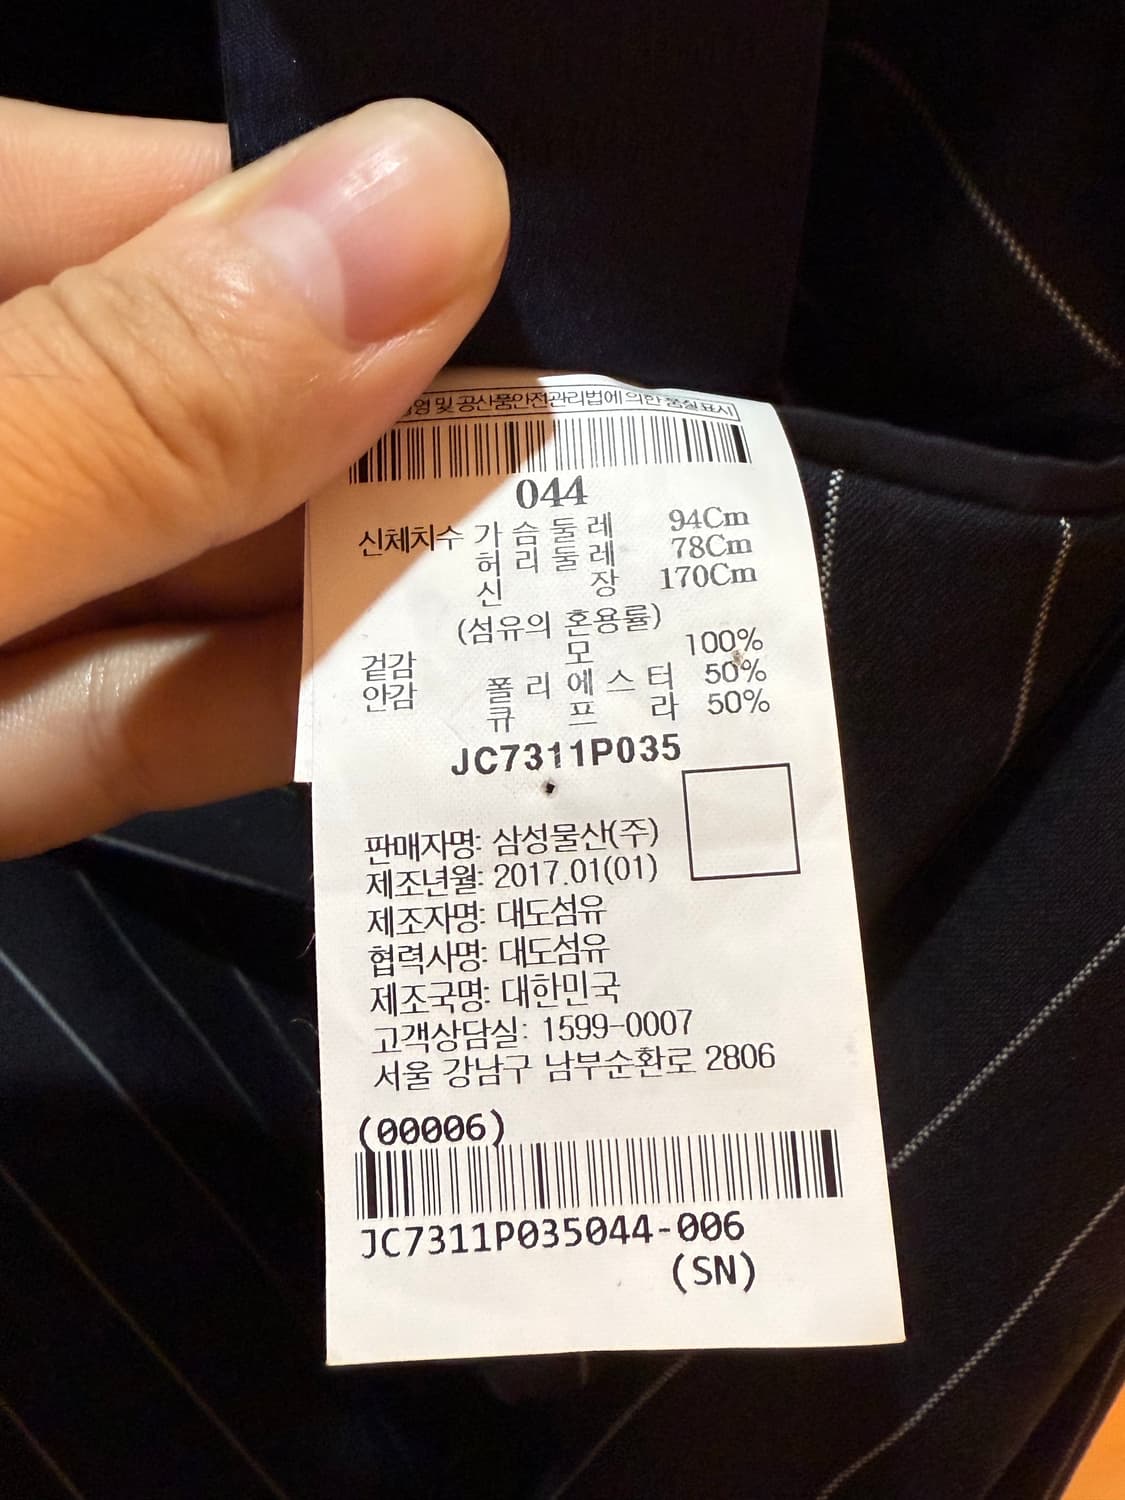 및 공산품안전관리법에 의한 품질표시
044
신체치수 가슴둘레 94Cm
허리둘레 78Cm
신장 170Cm
(섬유의 혼용률)
겉감 모 100%
안감 폴리에스터 50%
큐프라 50%
JC7311P035
판매자명: 삼성물산(주)
제조년월: 2017.01(01)
제조자명: 대도섬유
협력사명: 대도섬유
제조국명: 대한민국
고객상담실: 1599-0007
서울 강남구 남부순환로 2806
(00006)
JC7311P035044-006
(SN)